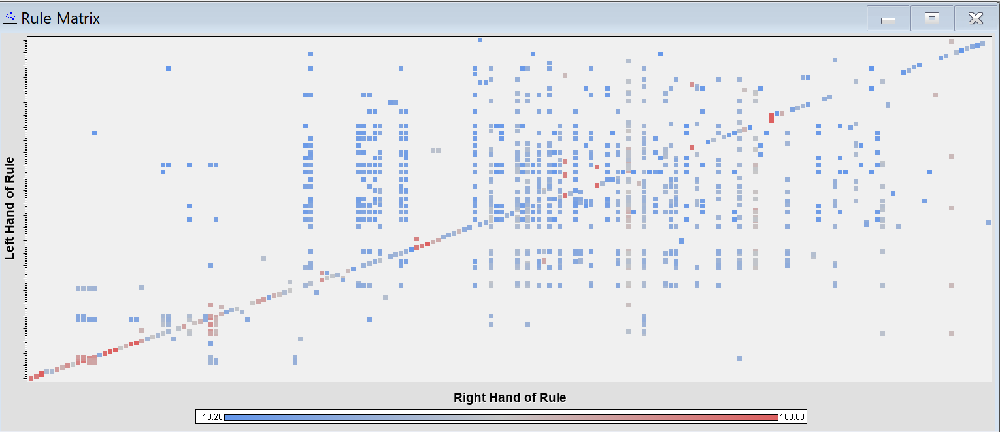 Rule Matrix
Left Hand of Rule
Right Hand of Rule
10.20 100.00